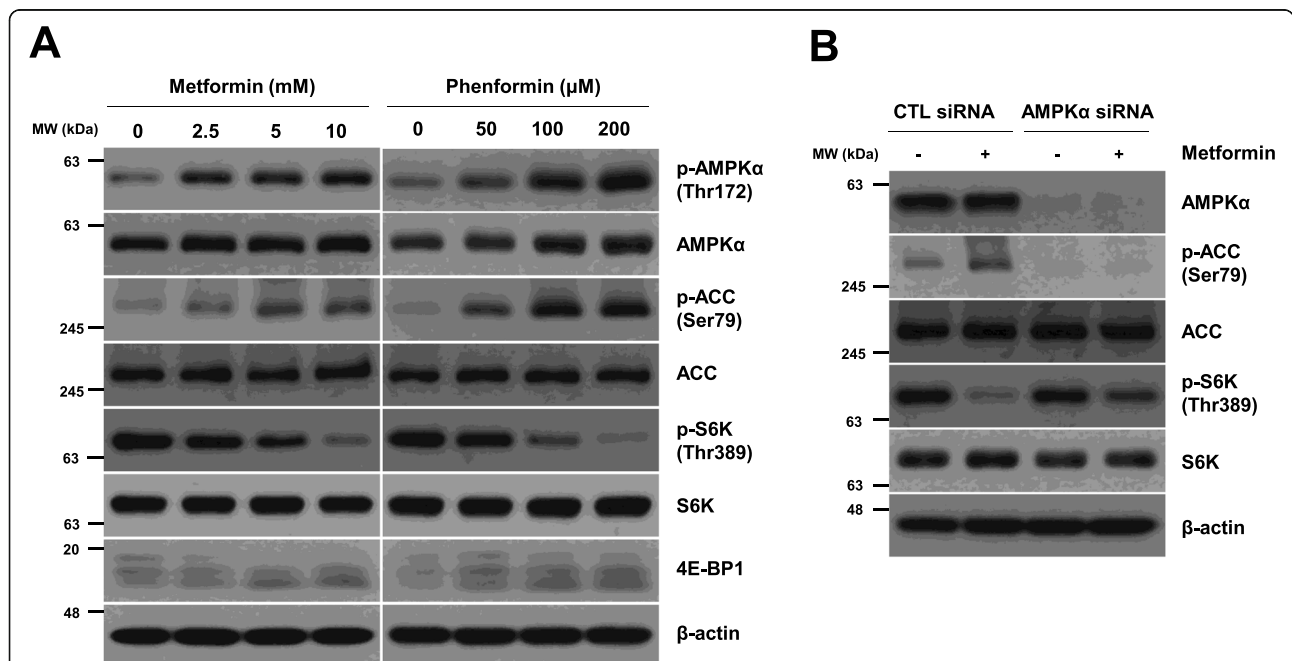 A
Metformin (mM)
Phenformin (µM)
MW (kDa)
0 2.5 5 10
0 50 100 200
63
p-AMPKα
(Thr172)
63
AMPKα
p-ACC
(Ser79)
245
ACC
245
p-S6K
(Thr389)
63
S6K
63
20
4E-BP1
48
β-actin
B
CTL siRNA
AMPKα siRNA
MW (kDa)
- + - +
Metformin
63
AMPKα
p-ACC
(Ser79)
245
ACC
245
p-S6K
(Thr389)
63
S6K
63
48
β-actin